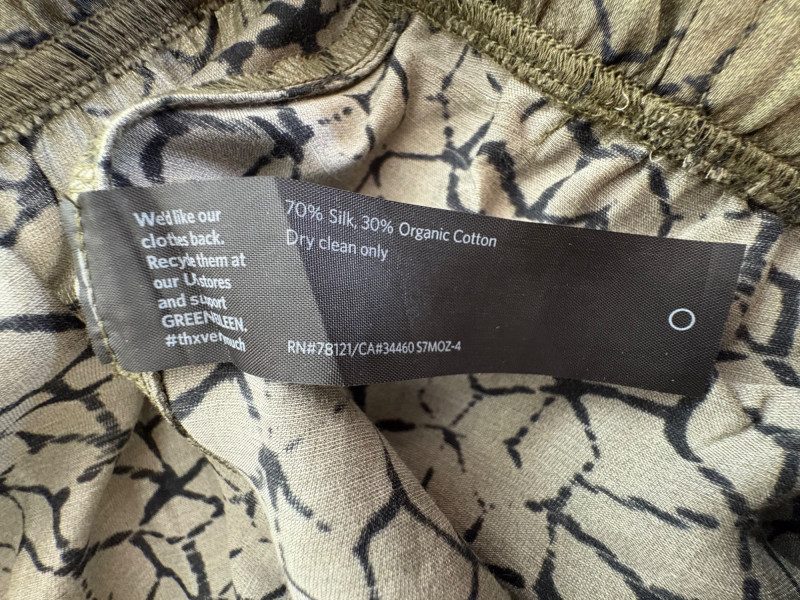 We'd like our
clothes back.
Recycle them at
our U.S. stores
and support
GREEN EILEEN.
#thxverymuch
70% Silk, 30% Organic Cotton
Dry clean only
RN#78121/CA#34460 S7MOZ-4